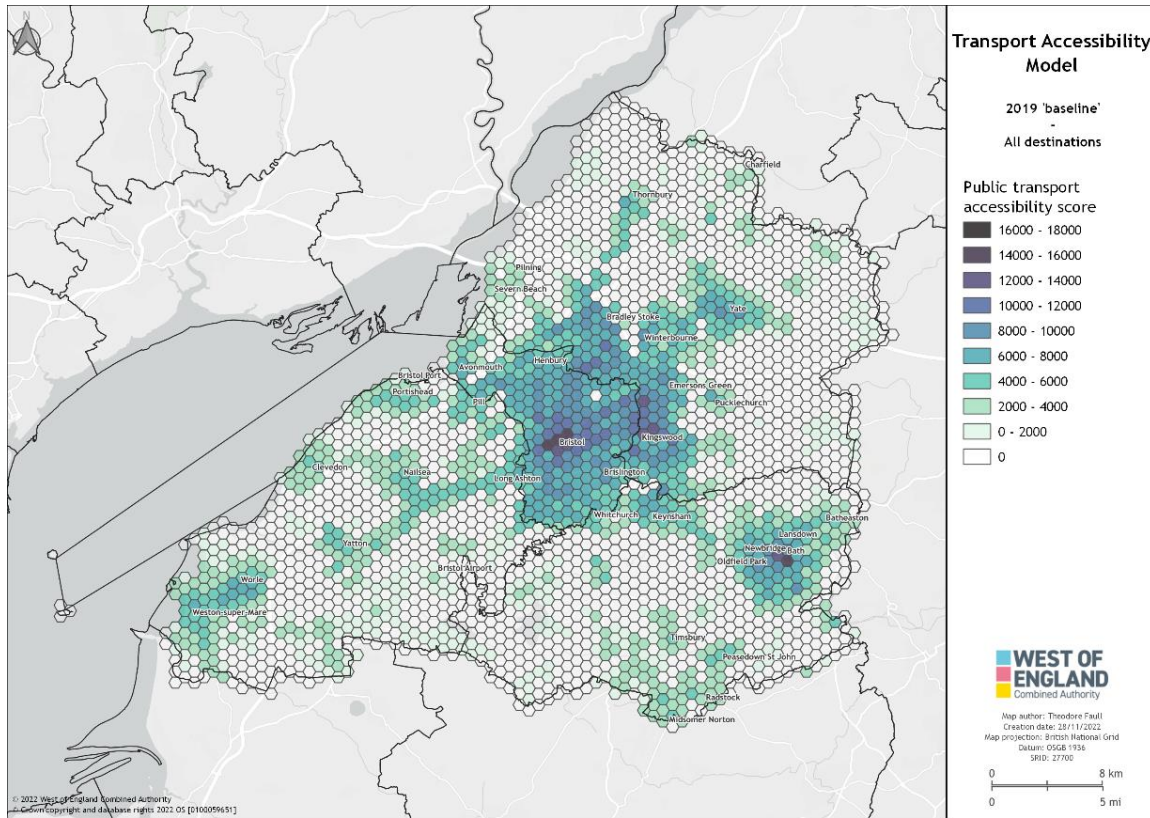 N
Charfield
Thornbury
Pilning
Severn Beach
Bradley Stoke
Yate
Winterbourne
Henbury
Avonmouth
Bristol Port
Portishead
Emersons Green
Pucklechurch
Pill
Kingswood
Bristol
Clevedon
Nailsea
Brislington
Long Ashton
Whitchurch
Keynsham
Batheaston
Lansdown
Yatton
Newbridge
Bath
Oldfield Park
Bristol Airport
Worle
Weston-super-Mare
Timsbury
Peasedown St John
Radstock
Midsomer Norton
© 2022 West of England Combined Authority
© Crown copyright and database rights 2022 OS [0100059651]
Transport Accessibility
Model
2019 'baseline'
-
All destinations
Public transport
accessibility score
16000 - 18000
14000 - 16000
12000 - 14000
10000 - 12000
8000 - 10000
6000 - 8000
4000 - 6000
2000 - 4000
0 - 2000
0
WEST OF
ENGLAND
Combined Authority
Map author: Theodore Faull
Creation date: 28/11/2022
Map projection: British National Grid
Datum: OSGB 1936
SRID: 27700
0 8 km
0 5 mi